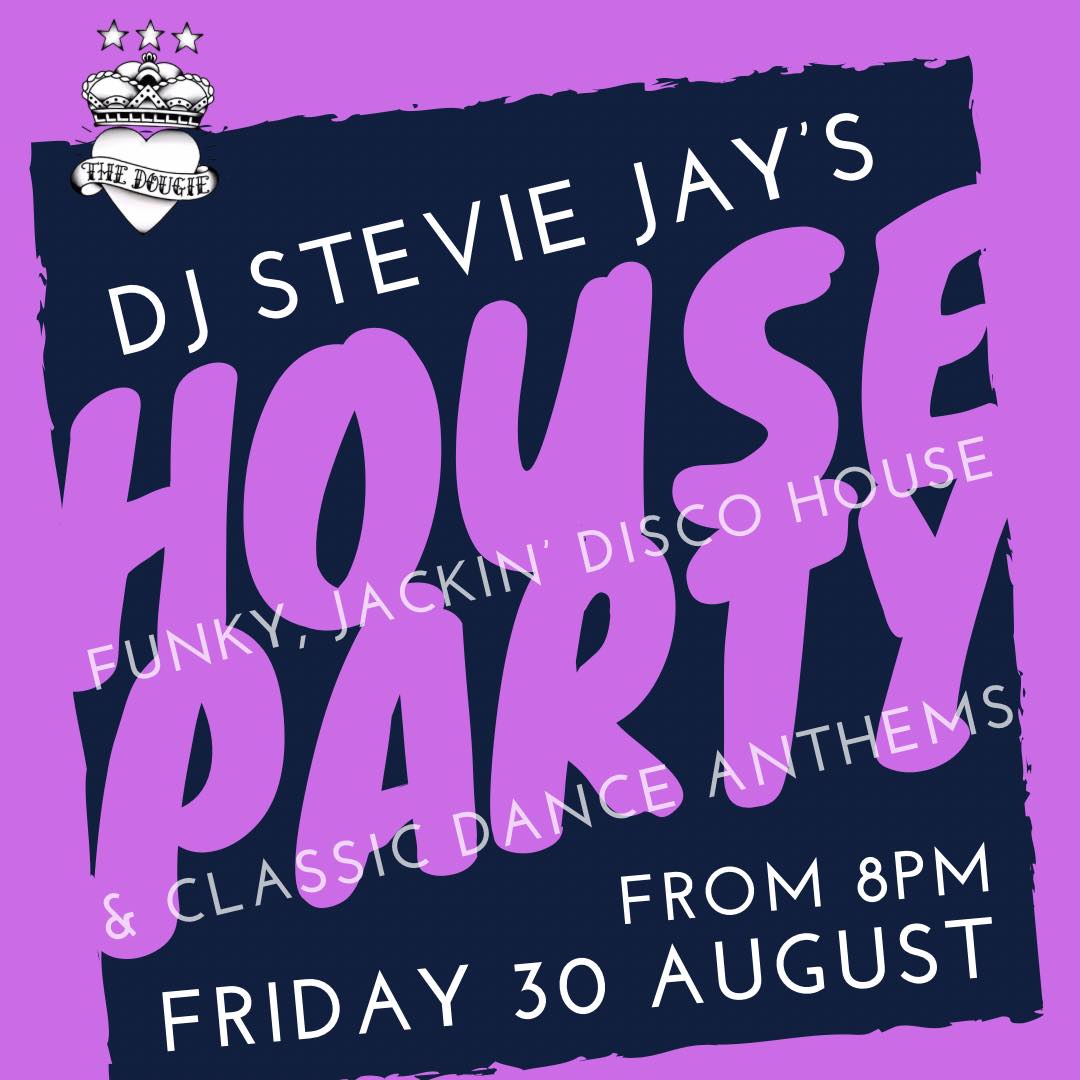 THE DOUGIE
DJ STEVIE JAY'S
HOUSE
FUNKY, JACKIN' DISCO HOUSE
PARTY
& CLASSIC DANCE ANTHEMS
FROM 8PM
FRIDAY 30 AUGUST